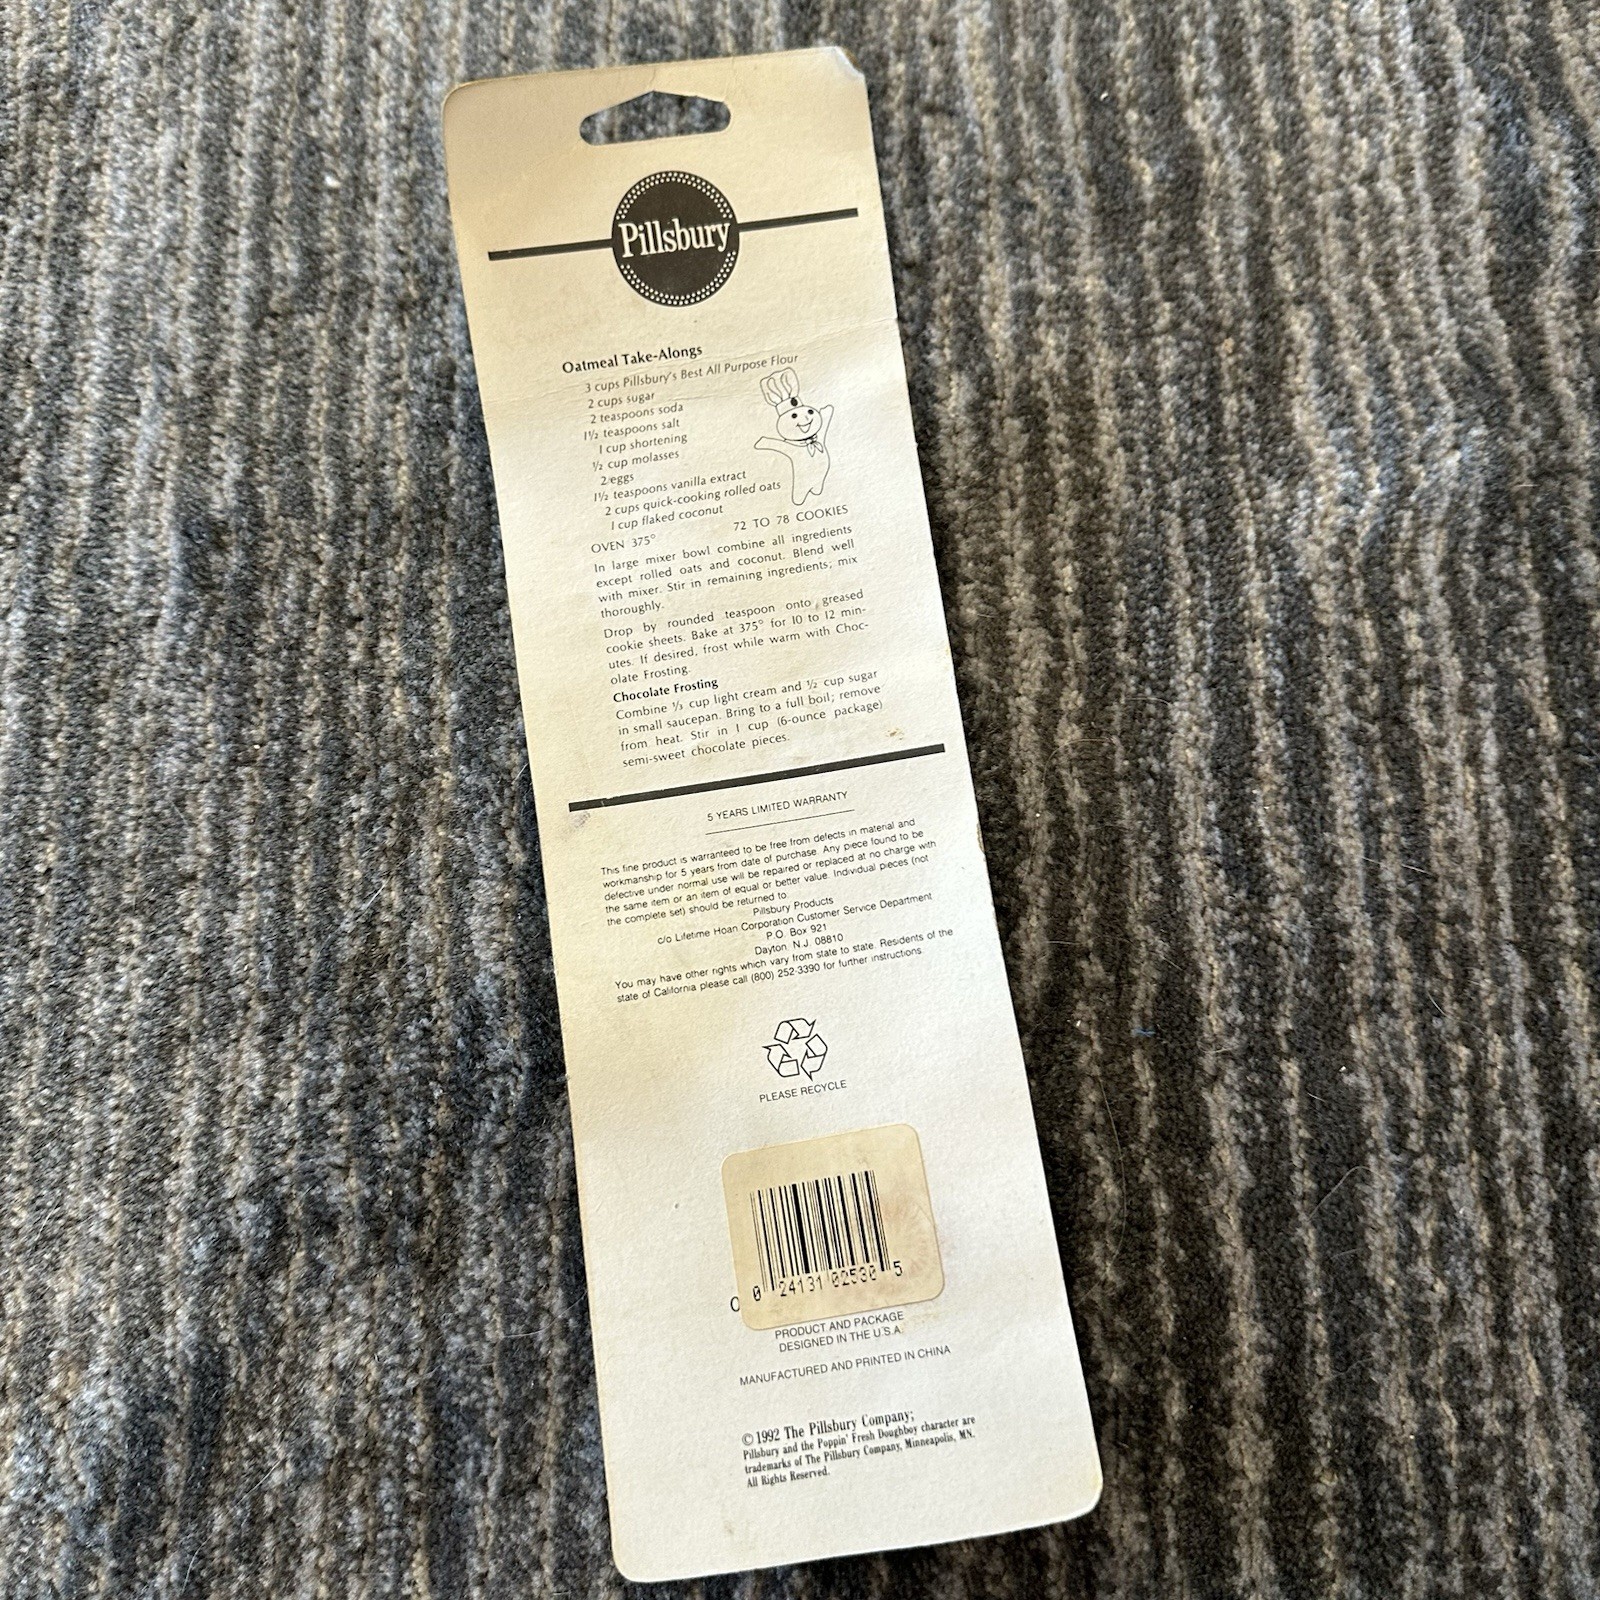 Pillsbury
Oatmeal Take-Alongs
3 cups Pillsbury's Best All Purpose Flour
2 cups sugar
2 teaspoons soda
1½ teaspoons salt
1 cup shortening
½ cup molasses
2 eggs
1½ teaspoons vanilla extract
2 cups quick-cooking rolled oats
1 cup flaked coconut
OVEN 375° 72 TO 78 COOKIES
In large mixer bowl combine all ingredients
except rolled oats and coconut. Blend well
with mixer. Stir in remaining ingredients; mix
thoroughly.
Drop by rounded teaspoon onto greased
cookie sheets. Bake at 375° for 10 to 12 min-
utes. If desired, frost while warm with Choc-
olate Frosting.
Chocolate Frosting
Combine ⅓ cup light cream and ½ cup sugar
in small saucepan. Bring to a full boil; remove
from heat. Stir in 1 cup (6-ounce package)
semi-sweet chocolate pieces.
5 YEARS LIMITED WARRANTY
This fine product is warranteed to be free from defects in material and
workmanship for 5 years from date of purchase. Any piece found to be
defective under normal use will be repaired or replaced at no charge with
the same item or an item of equal or better value. Individual pieces (not
the complete set) should be returned to:
Pillsbury Products
c/o Lifetime Hoan Corporation Customer Service Department
P.O. Box 921
Dayton, N.J. 08810
You may have other rights which vary from state to state. Residents of the
state of California please call (800) 252-3390 for further instructions.
PLEASE RECYCLE
0 24131 02530 5
PRODUCT AND PACKAGE
DESIGNED IN THE U.S.A.
MANUFACTURED AND PRINTED IN CHINA
© 1992 The Pillsbury Company;
Pillsbury and the Poppin' Fresh Doughboy character are
trademarks of The Pillsbury Company, Minneapolis, MN.
All Rights Reserved.